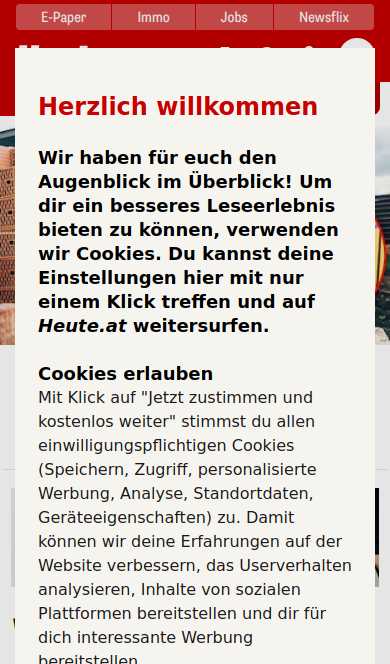 E-Paper
Immo
Jobs
Newsflix
Herzlich willkommen
Wir haben für euch den
Augenblick im Überblick! Um
dir ein besseres Leseerlebnis
bieten zu können, verwenden
wir Cookies. Du kannst deine
Einstellungen hier mit nur
einem Klick treffen und auf
Heute.at weitersurfen.
Cookies erlauben
Mit Klick auf "Jetzt zustimmen und
kostenlos weiter" stimmst du allen
einwilligungspflichtigen Cookies
(Speichern, Zugriff, personalisierte
Werbung, Analyse, Standortdaten,
Geräteeigenschaften) zu. Damit
können wir deine Erfahrungen auf der
Website verbessern, das Userverhalten
analysieren, Inhalte von sozialen
Plattformen bereitstellen und dir für
dich interessante Werbung
bereitstellen